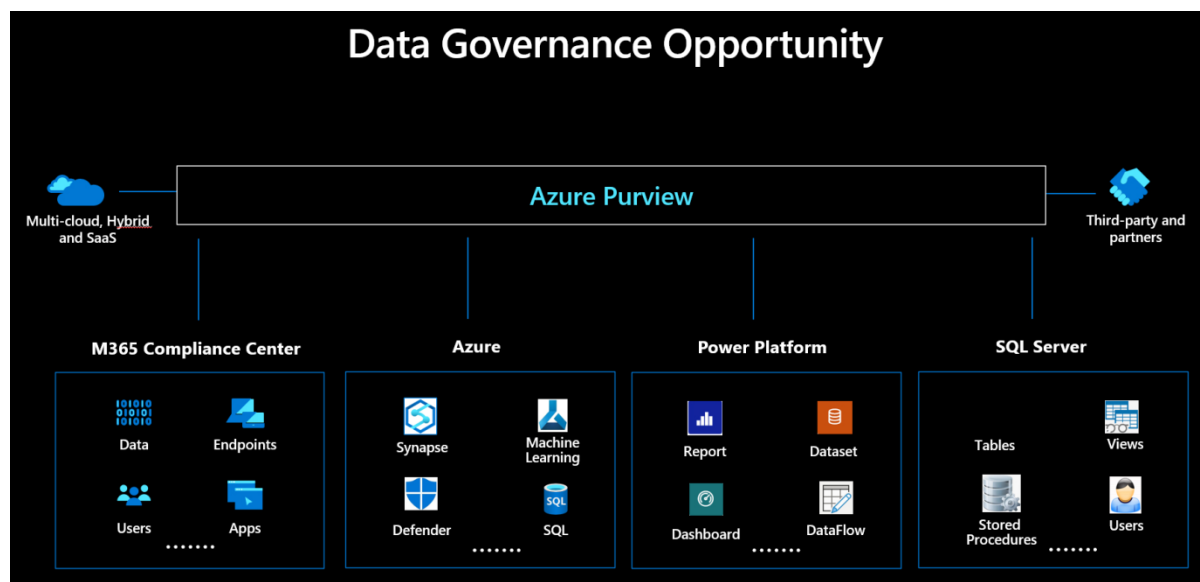 Data Governance Opportunity
Azure Purview
Multi-cloud, Hybrid
and SaaS
Third-party and
partners
M365 Compliance Center
Azure
Power Platform
SQL Server
Data
Endpoints
Users
Apps
Synapse
Machine
Learning
Defender
SQL
SQL
Report
Dataset
Dashboard
DataFlow
Tables
Views
Stored
Procedures
Users